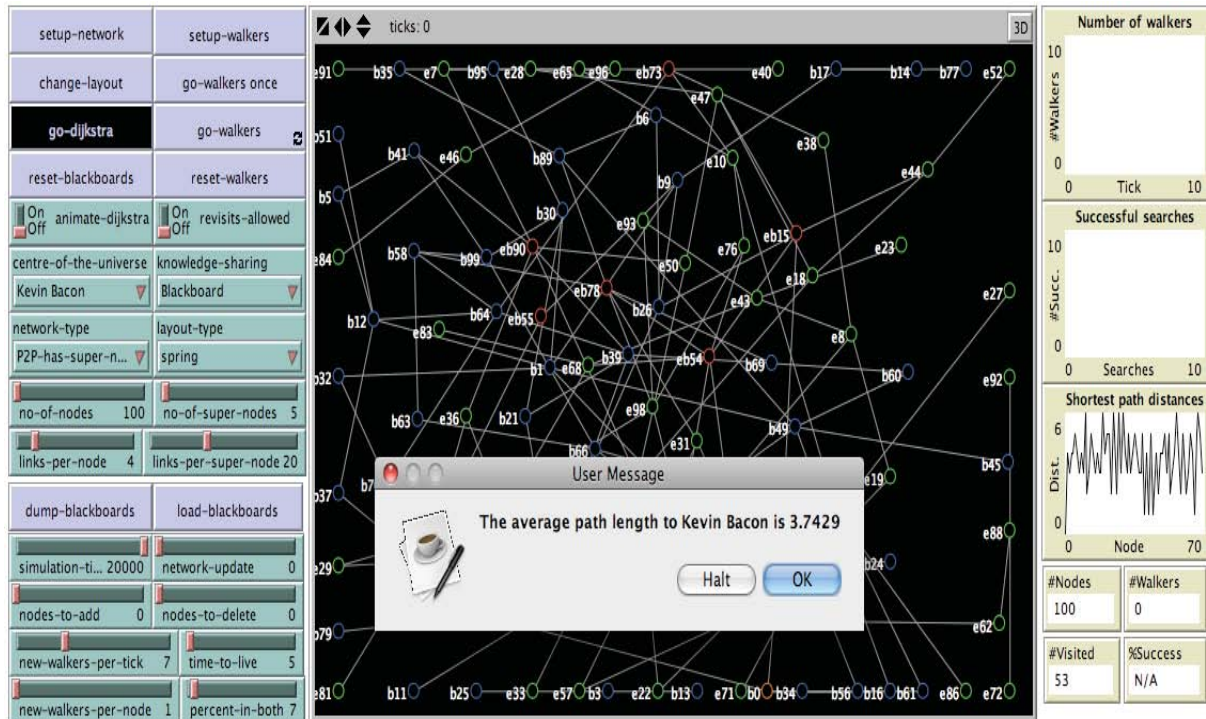 setup-network
setup-walkers
change-layout
go-walkers once
go-dijkstra
go-walkers
reset-blackboards
reset-walkers
On
Off
animate-dijkstra
On
Off
revisits-allowed
centre-of-the-universe
knowledge-sharing
Kevin Bacon
Blackboard
network-type
layout-type
P2P-has-super-n...
spring
no-of-nodes 100
no-of-super-nodes 5
links-per-node 4
links-per-super-node 20
dump-blackboards
load-blackboards
simulation-ti... 20000
network-update 0
nodes-to-add 0
nodes-to-delete 0
new-walkers-per-tick 7
time-to-live 5
new-walkers-per-node 1
percent-in-both 7
ticks: 0
3D
e91 b35 e7 b95 e28 e65 e96 eb73 e40 b17 b14 b77 e52
e47
b6
b51
e38
b41 e46 b89 e10
e44
b5 b9
b30 e93
eb15
e23
eb90 e76
e84 b58 b99 e50
e18
eb78 e27
e43
b64 eb55 b26
b12 e83 e8
b39 eb54
b1 e68 b69 b60
b32 e92
e98
b63 e36 b21
b49
e31
b66
b45
e19
b37
e88
b24
e29
e62
b79
e81 b11 b25 e33 e57 b3 e22 b13 e71 b0 b34 b56 b16 b61 e86 e72
User Message
The average path length to Kevin Bacon is 3.7429
Halt
OK
Number of walkers
10
#Walkers
0
0 Tick 10
Successful searches
10
#Succ.
0
0 Searches 10
Shortest path distances
6
Dist.
0
0 Node 70
#Nodes
100
#Walkers
0
#Visited
53
%Success
N/A